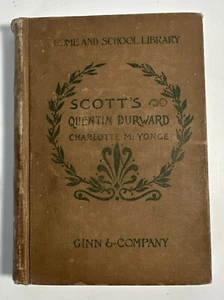 HOME AND SCHOOL LIBRARY
SCOTT'S
QUENTIN DURWARD
CHARLOTTE M. YONGE
GINN & COMPANY